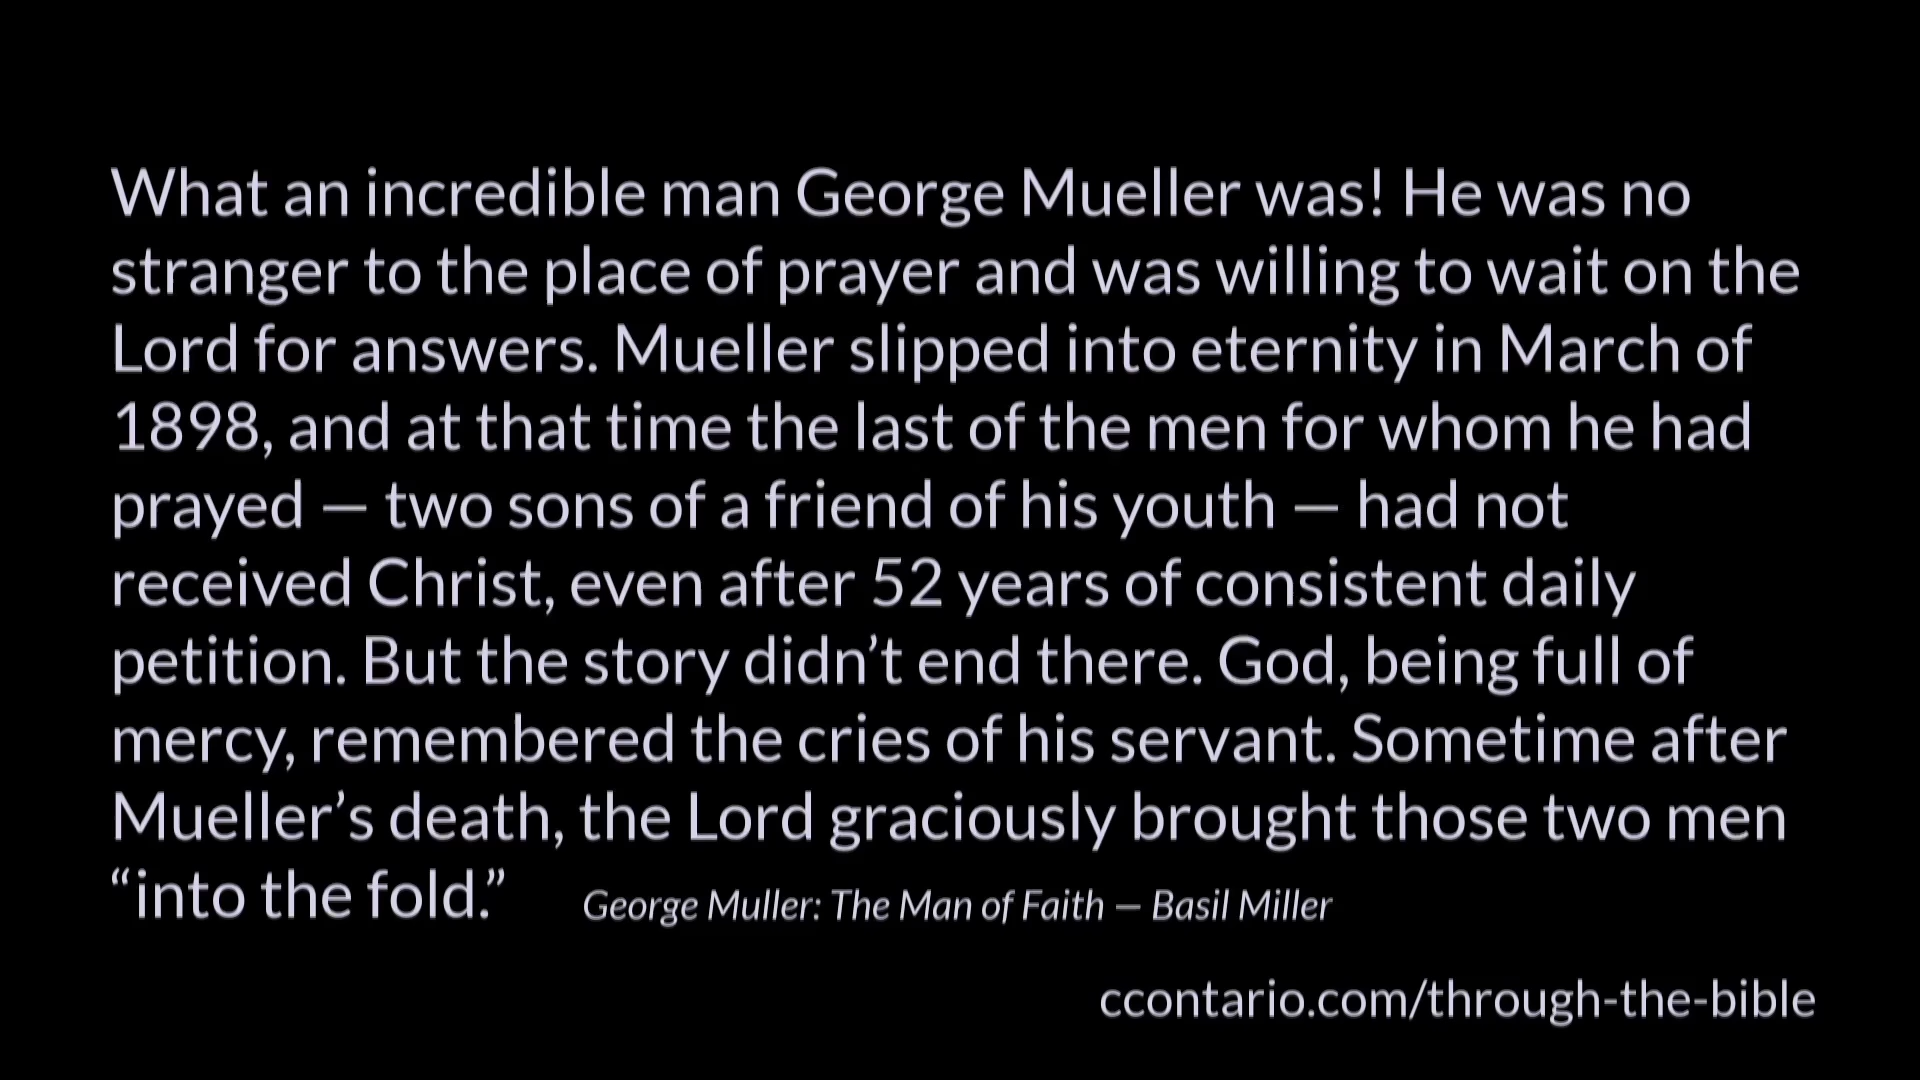 What an incredible man George Mueller was! He was no
stranger to the place of prayer and was willing to wait on the
Lord for answers. Mueller slipped into eternity in March of
1898, and at that time the last of the men for whom he had
prayed — two sons of a friend of his youth — had not
received Christ, even after 52 years of consistent daily
petition. But the story didn’t end there. God, being full of
mercy, remembered the cries of his servant. Sometime after
Mueller’s death, the Lord graciously brought those two men
“into the fold.” George Muller: The Man of Faith — Basil Miller
ccontario.com/through-the-bible